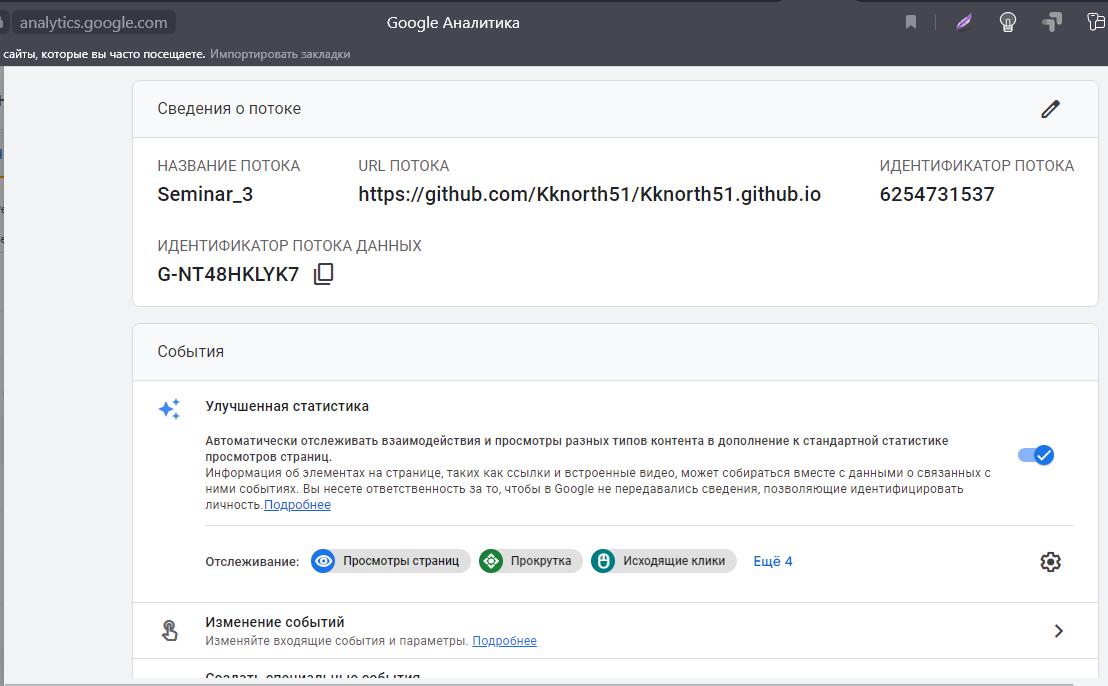 analytics.google.com
Google Аналитика
сайты, которые вы часто посещаете. Импортировать закладки
Сведения о потоке
НАЗВАНИЕ ПОТОКА
URL ПОТОКА
ИДЕНТИФИКАТОР ПОТОКА
Seminar_3
https://github.com/Kknorth51/Kknorth51.github.io
6254731537
ИДЕНТИФИКАТОР ПОТОКА ДАННЫХ
G-NT48HKLYK7
События
Улучшенная статистика
Автоматически отслеживать взаимодействия и просмотры разных типов контента в дополнение к стандартной статистике
просмотров страниц.
Информация об элементах на странице, таких как ссылки и встроенные видео, может собираться вместе с данными о связанных с
ними событиях. Вы несете ответственность за то, чтобы в Google не передавались сведения, позволяющие идентифицировать
личность.Подробнее
Отслеживание: Просмотры страниц Прокрутка Исходящие клики Ещё 4
Изменение событий
Изменяйте входящие события и параметры. Подробнее
Создать специальные события